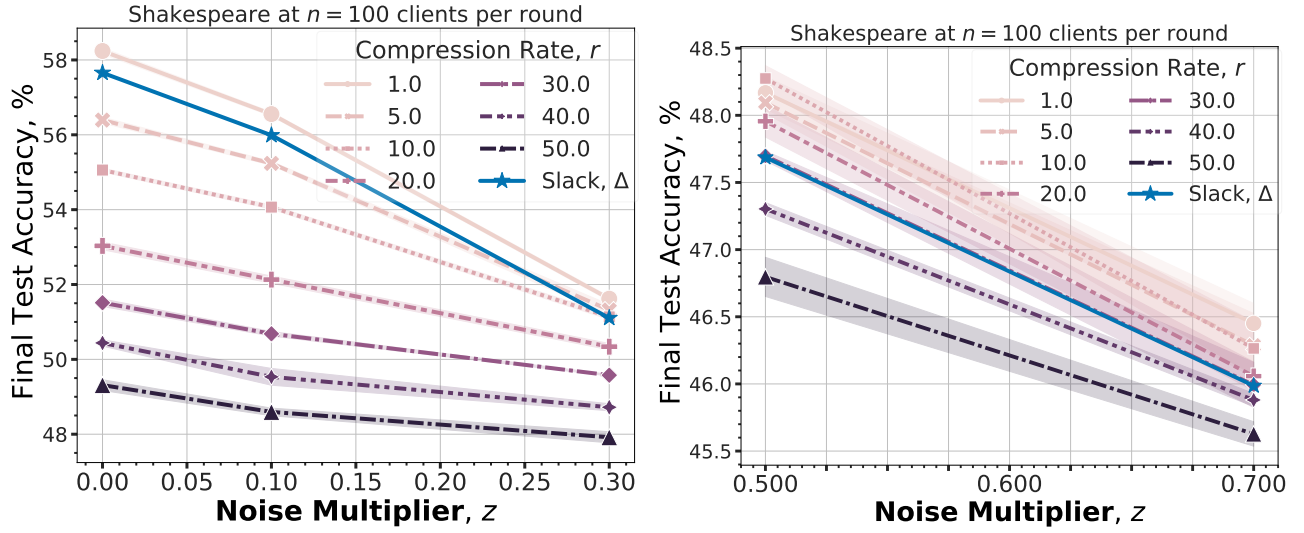 Shakespeare at n = 100 clients per round
Final Test Accuracy, %
58
56
54
52
50
48
Compression Rate, r
1.0
5.0
10.0
20.0
30.0
40.0
50.0
Slack, Δ
0.00 0.05 0.10 0.15 0.20 0.25 0.30
Noise Multiplier, z
Shakespeare at n = 100 clients per round
Final Test Accuracy, %
48.5
48.0
47.5
47.0
46.5
46.0
45.5
Compression Rate, r
1.0
5.0
10.0
20.0
30.0
40.0
50.0
Slack, Δ
0.500 0.600 0.700
Noise Multiplier, z